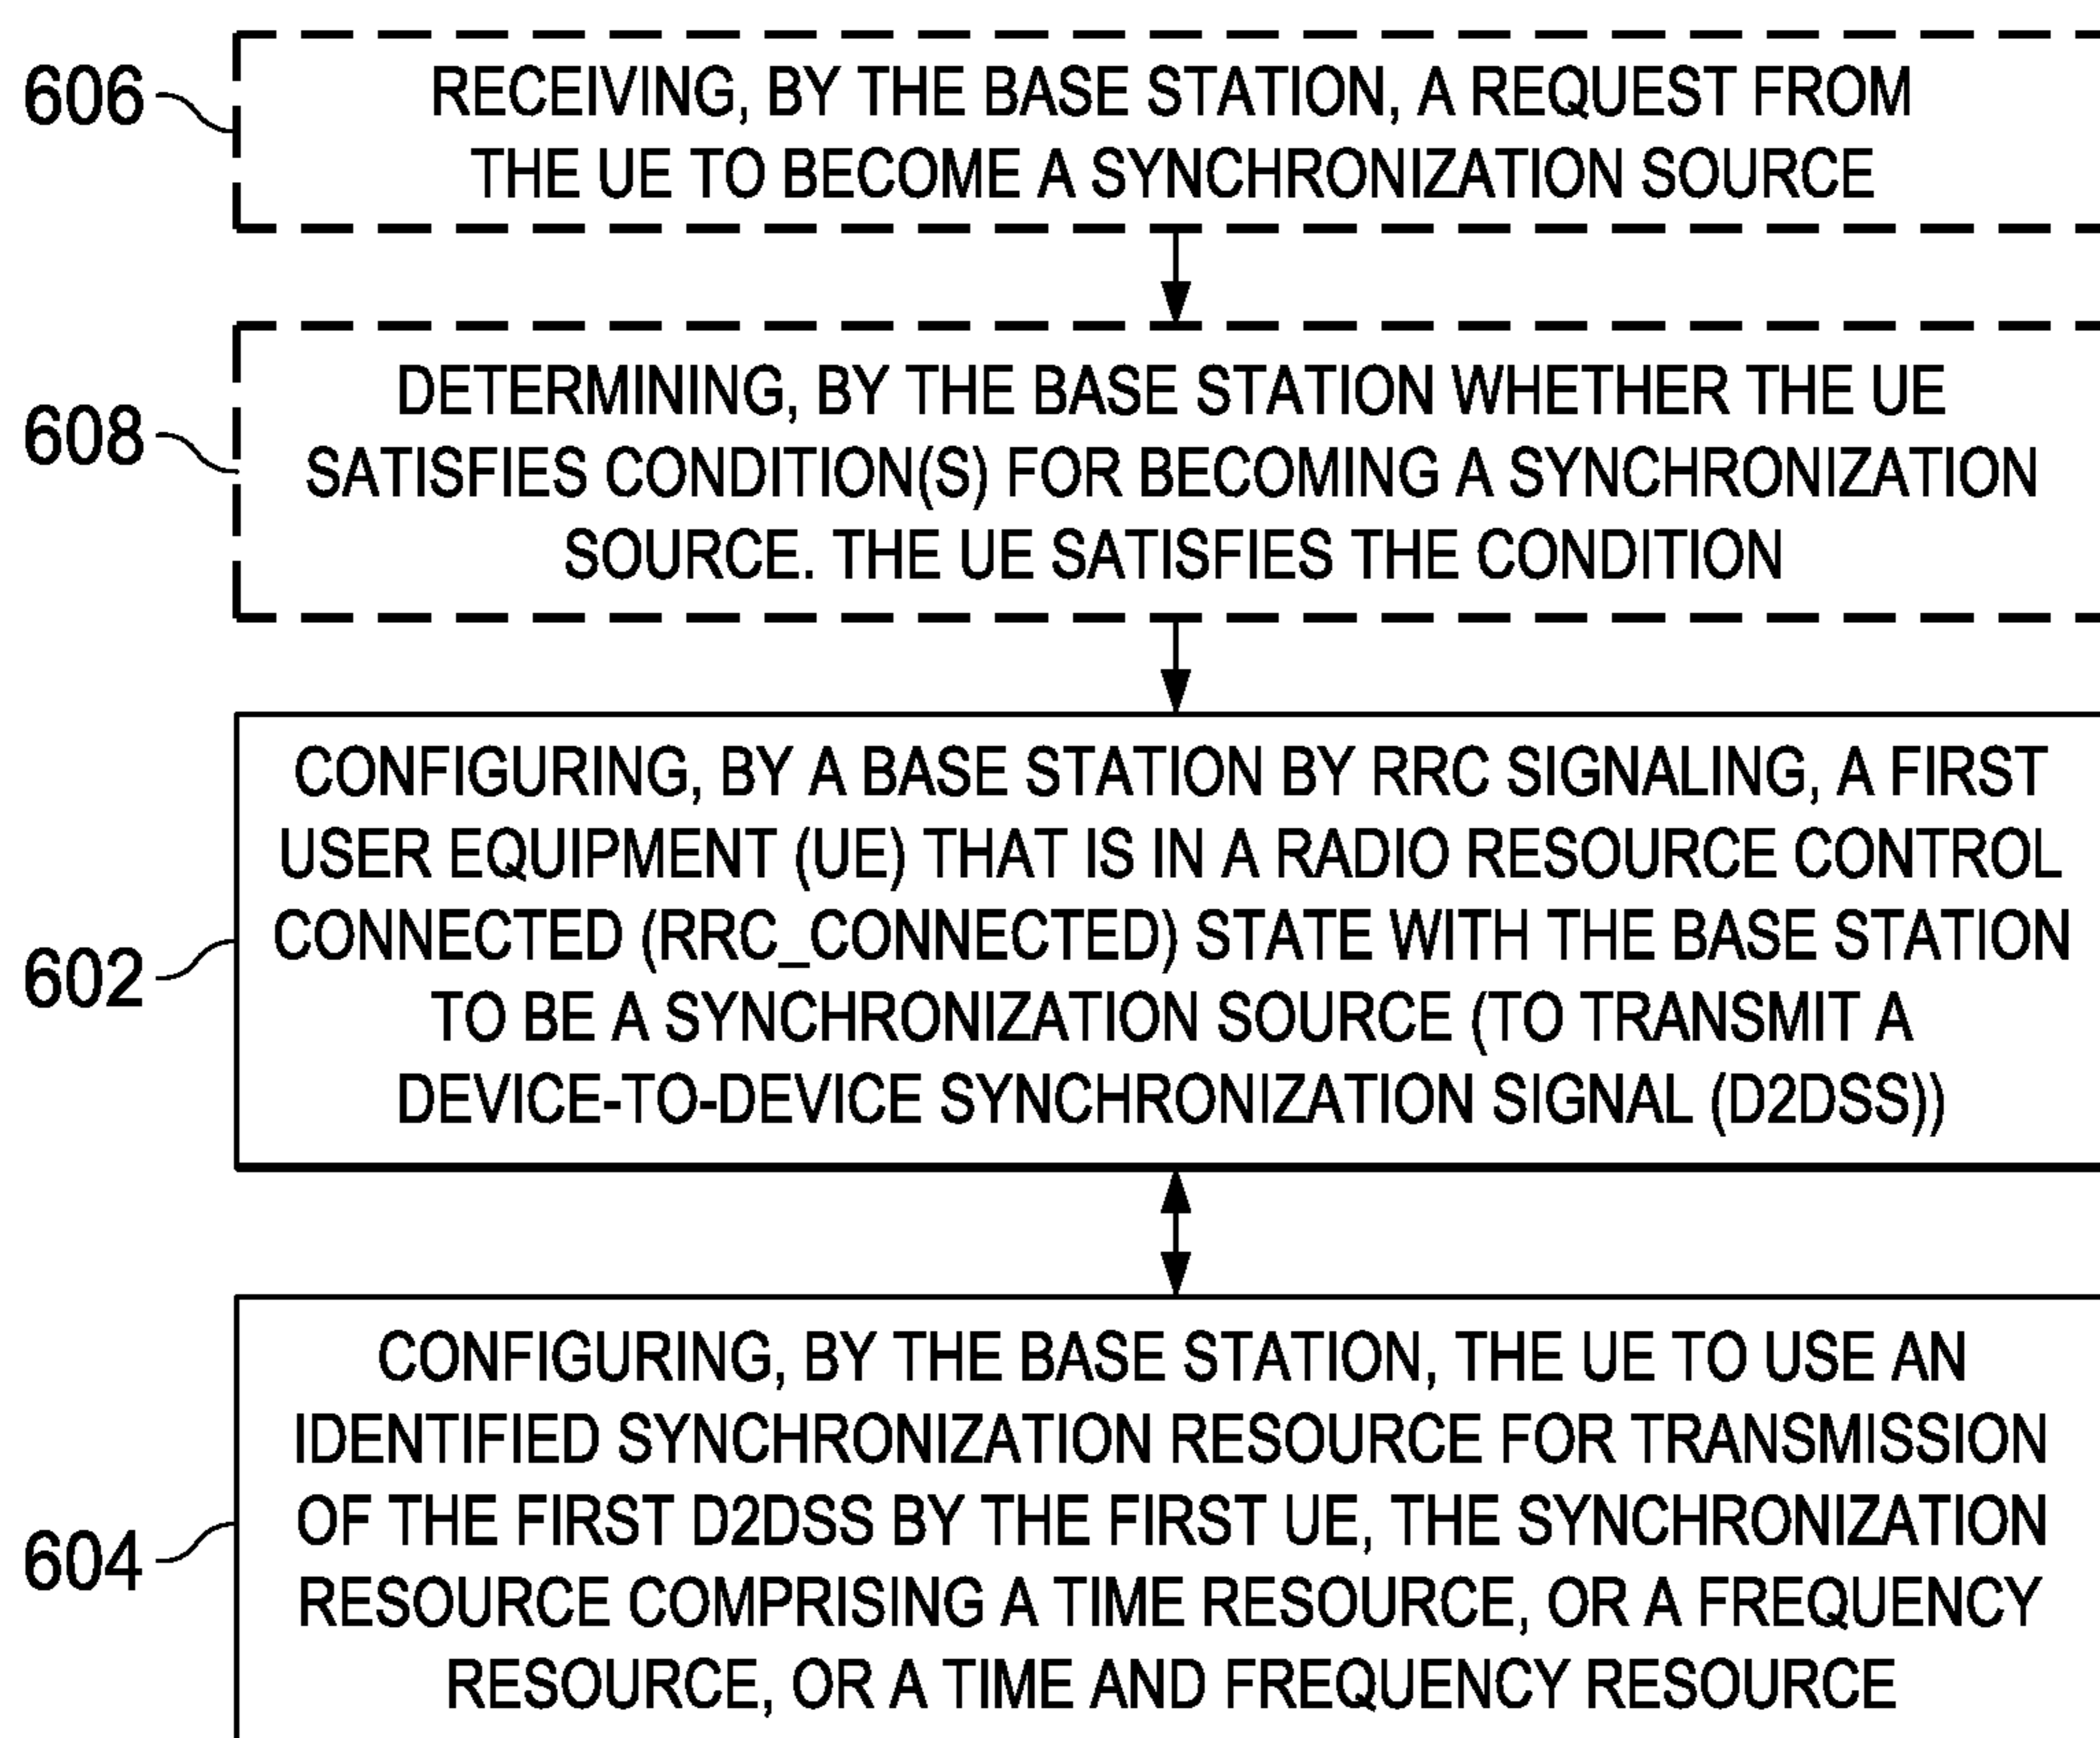 606
RECEIVING, BY THE BASE STATION, A REQUEST FROM
THE UE TO BECOME A SYNCHRONIZATION SOURCE
608
DETERMINING, BY THE BASE STATION WHETHER THE UE
SATISFIES CONDITION(S) FOR BECOMING A SYNCHRONIZATION
SOURCE. THE UE SATISFIES THE CONDITION
602
CONFIGURING, BY A BASE STATION BY RRC SIGNALING, A FIRST
USER EQUIPMENT (UE) THAT IS IN A RADIO RESOURCE CONTROL
CONNECTED (RRC_CONNECTED) STATE WITH THE BASE STATION
TO BE A SYNCHRONIZATION SOURCE (TO TRANSMIT A
DEVICE-TO-DEVICE SYNCHRONIZATION SIGNAL (D2DSS))
604
CONFIGURING, BY THE BASE STATION, THE UE TO USE AN
IDENTIFIED SYNCHRONIZATION RESOURCE FOR TRANSMISSION
OF THE FIRST D2DSS BY THE FIRST UE, THE SYNCHRONIZATION
RESOURCE COMPRISING A TIME RESOURCE, OR A FREQUENCY
RESOURCE, OR A TIME AND FREQUENCY RESOURCE